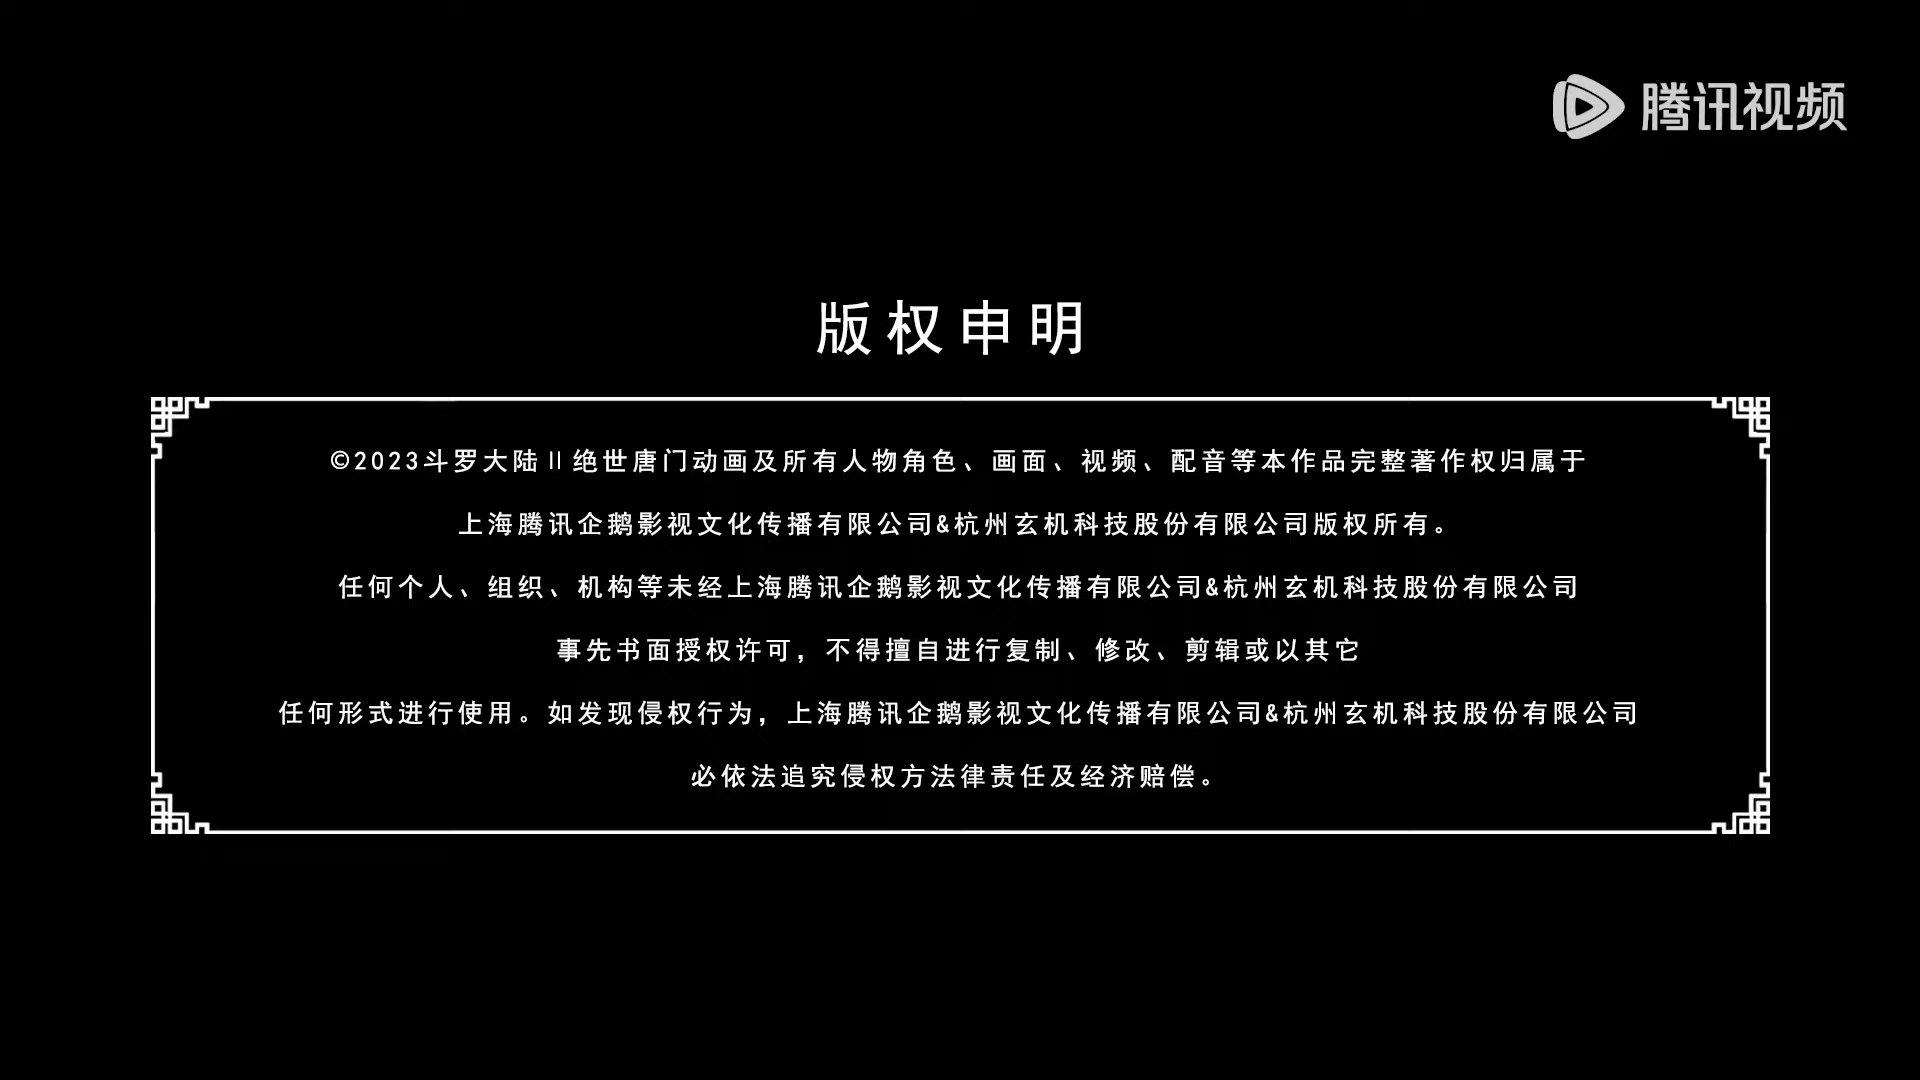 腾讯视频
版权申明
©2023斗罗大陆Ⅱ绝世唐门动画及所有人物角色、画面、视频、配音等本作品完整著作权归属于
上海腾讯企鹅影视文化传播有限公司&杭州玄机科技股份有限公司版权所有。
任何个人、组织、机构等未经上海腾讯企鹅影视文化传播有限公司&杭州玄机科技股份有限公司
事先书面授权许可，不得擅自进行复制、修改、剪辑或以其它
任何形式进行使用。如发现侵权行为，上海腾讯企鹅影视文化传播有限公司&杭州玄机科技股份有限公司
必依法追究侵权方法律责任及经济赔偿。